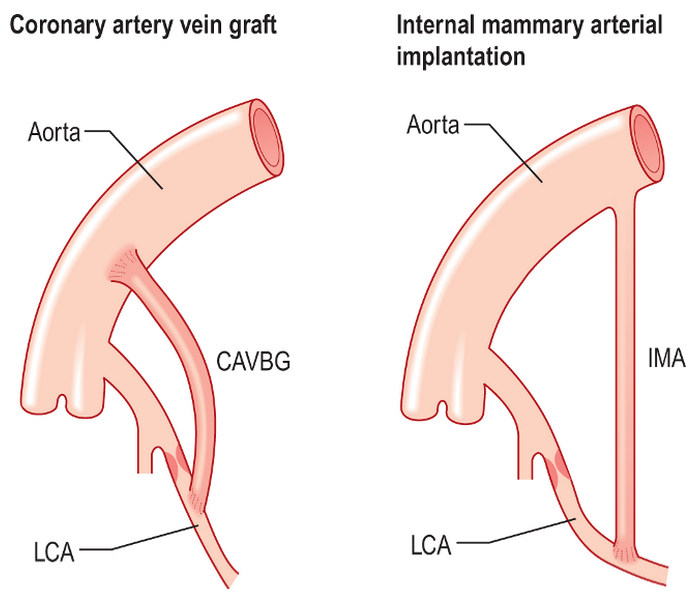 Coronary artery vein graft
Aorta
CAVBG
LCA
Internal mammary arterial
implantation
Aorta
IMA
LCA